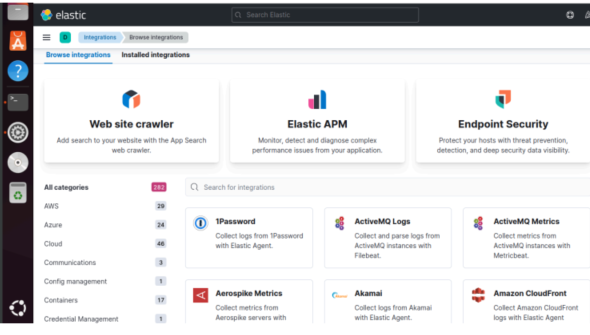 elastic
Search Elastic
D
Integrations
Browse integrations
Browse integrations
Installed integrations
Web site crawler
Add search to your website with the App Search
web crawler.
Elastic APM
Monitor, detect and diagnose complex
performance issues from your application.
Endpoint Security
Protect your hosts with threat prevention,
detection, and deep security data visibility.
All categories 282
AWS 29
Azure 24
Cloud 46
Communications 3
Config management 1
Containers 17
Credential Management 1
Search for integrations
1Password
Collect logs from 1Password
with Elastic Agent.
ActiveMQ Logs
Collect and parse logs from
ActiveMQ instances with
Filebeat.
ActiveMQ Metrics
Collect metrics from
ActiveMQ instances with
Metricbeat.
Aerospike Metrics
Collect metrics from
Aerospike servers with
Akamai
Collect logs from Akamai
with Elastic Agent.
Amazon CloudFront
Collect Amazon CloudFront
logs with Elastic Agent